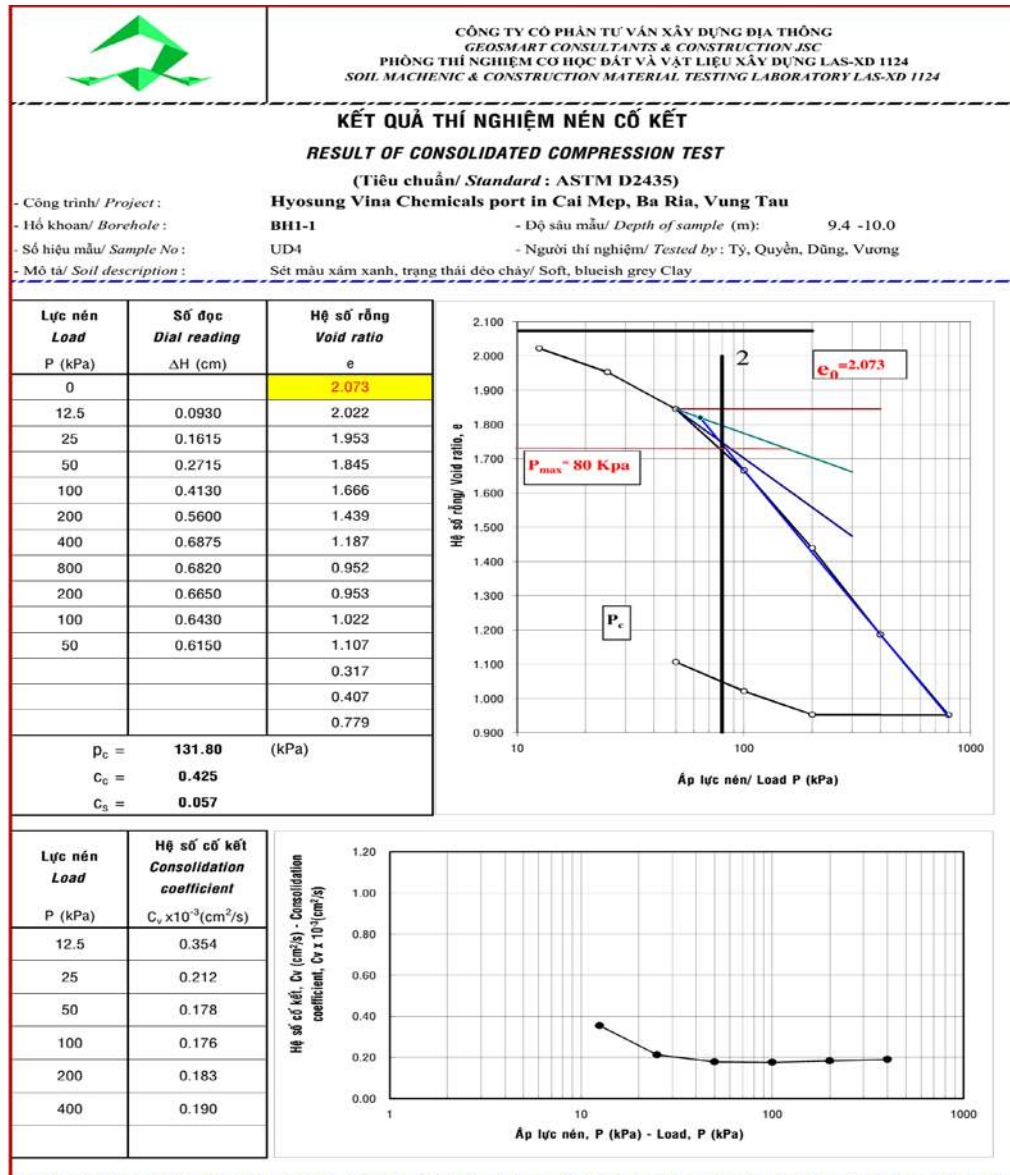 CÔNG TY CỔ PHẦN TƯ VẤN XÂY DỰNG ĐỊA THÔNG
GEOSMART CONSULTANTS & CONSTRUCTION JSC
PHÒNG THÍ NGHIỆM CƠ HỌC ĐẤT VÀ VẬT LIỆU XÂY DỰNG LAS-XD 1124
SOIL MACHENIC & CONSTRUCTION MATERIAL TESTING LABORATORY LAS-XD 1124
KẾT QUẢ THÍ NGHIỆM NÉN CỐ KẾT
RESULT OF CONSOLIDATED COMPRESSION TEST
(Tiêu chuẩn/ Standard : ASTM D2435)
- Công trình/ Project : Hyosung Vina Chemicals port in Cai Mep, Ba Ria, Vung Tau
- Hố khoan/ Borehole : BH1-1 - Độ sâu mẫu/ Depth of sample (m): 9.4 -10.0
- Số hiệu mẫu/ Sample No : UD4 - Người thí nghiệm/ Tested by : Tý, Quyền, Dũng, Vương
- Mô tả/ Soil description : Sét màu xám xanh, trạng thái dẻo chảy/ Soft, blueish grey Clay
Lực nén Số đọc Hệ số rỗng
Load Dial reading Void ratio
P (kPa) ΔH (cm) e
0 2.073
12.5 0.0930 2.022
25 0.1615 1.953
50 0.2715 1.845
100 0.4130 1.666
200 0.5600 1.439
400 0.6875 1.187
800 0.6820 0.952
200 0.6650 0.953
100 0.6430 1.022
50 0.6150 1.107
0.317
0.407
0.779
pc = 131.80 (kPa)
cc = 0.425
cs = 0.057
Hệ số rỗng/ Void ratio, e
2.100
2.000
1.900
1.800
1.700
1.600
1.500
1.400
1.300
1.200
1.100
1.000
0.900
2
e0=2.073
Pmax= 80 Kpa
Pc
10 100 1000
Áp lực nén/ Load P (kPa)
Lực nén Hệ số cố kết
Load Consolidation
coefficient
P (kPa) Cv x10-3(cm2/s)
12.5 0.354
25 0.212
50 0.178
100 0.176
200 0.183
400 0.190
Hệ số cố kết, Cv (cm2/s) - Consolidation
coefficient, Cv x 10-3(cm2/s)
1.20
1.00
0.80
0.60
0.40
0.20
0.00
1 10 100 1000
Áp lực nén, P (kPa) - Load, P (kPa)